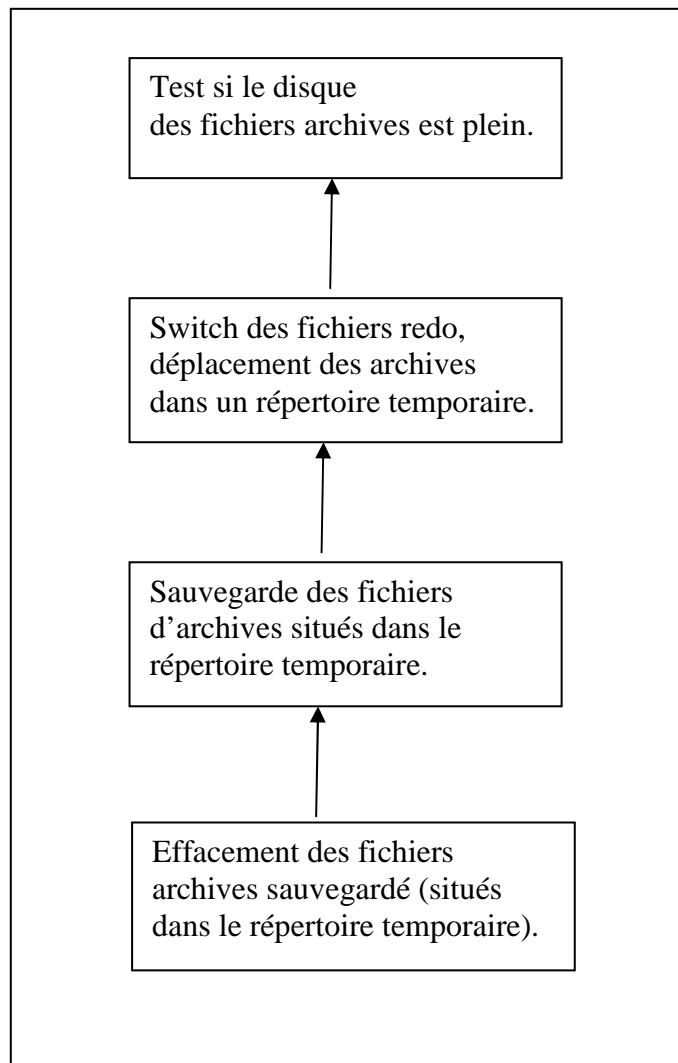 Test si le disque
des fichiers archives est plein.
Switch des fichiers redo,
déplacement des archives
dans un répertoire temporaire.
Sauvegarde des fichiers
d’archives situés dans le
répertoire temporaire.
Effacement des fichiers
archives sauvegardé (situés
dans le répertoire temporaire).